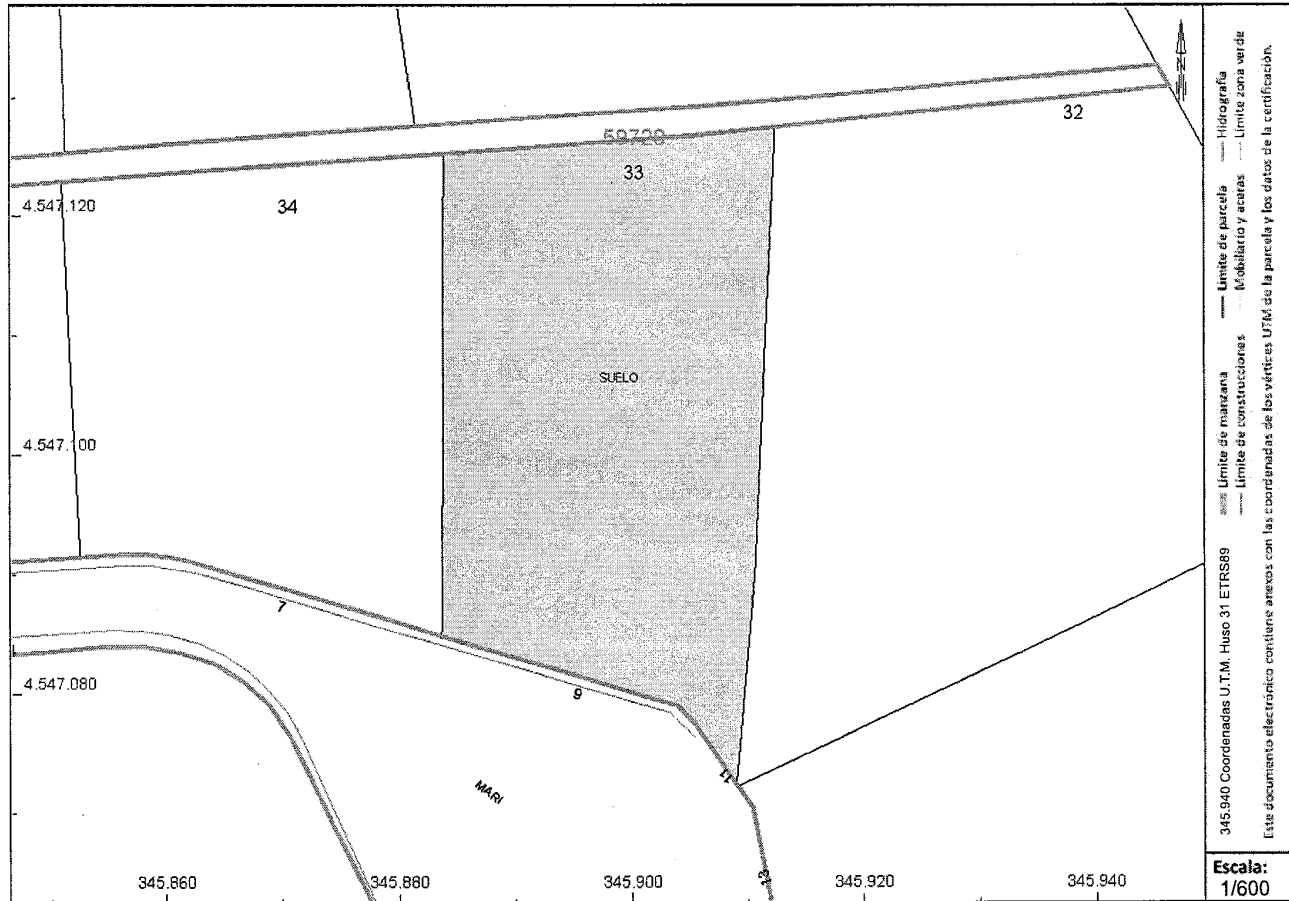 32
59728
33
34
4.547.120
SUELO
4.547.100
7
9
4.547.080
11
MARI
13
345.860
345.880
345.900
345.920
345.940
345.940 Coordenadas U.T.M. Huso 31 ETRS89
Límite de manzana
Límite de parcela
Hidrografía
Límite de construcciones
Mobiliario y aceras
Límite zona verde
Este documento electrónico contiene anexos con las coordenadas de los vértices UTM de la parcela y los datos de la certificación.
Escala:
1/600